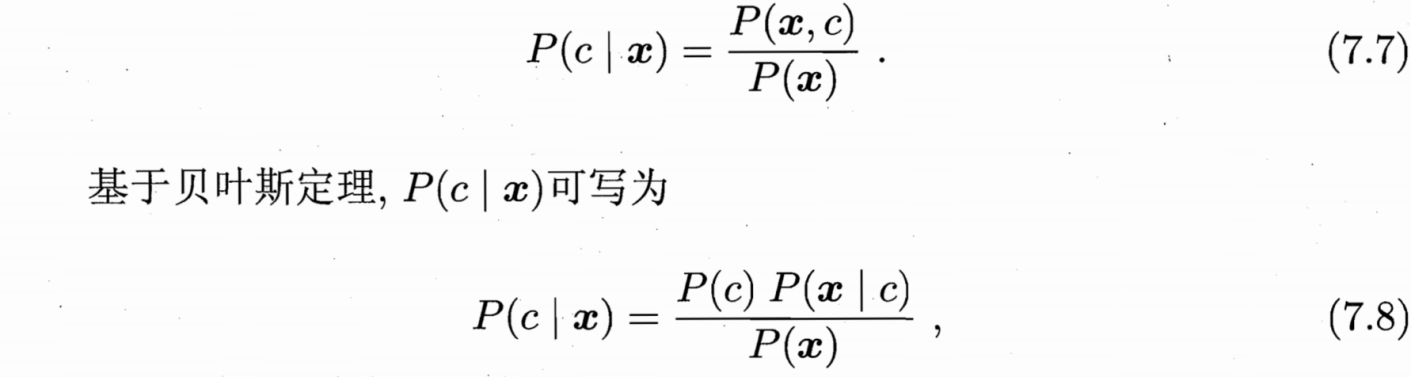 P(c | x) = P(x, c) / P(x) . (7.7)
基于贝叶斯定理, P(c | x)可写为
P(c | x) = P(c) P(x | c) / P(x) , (7.8)